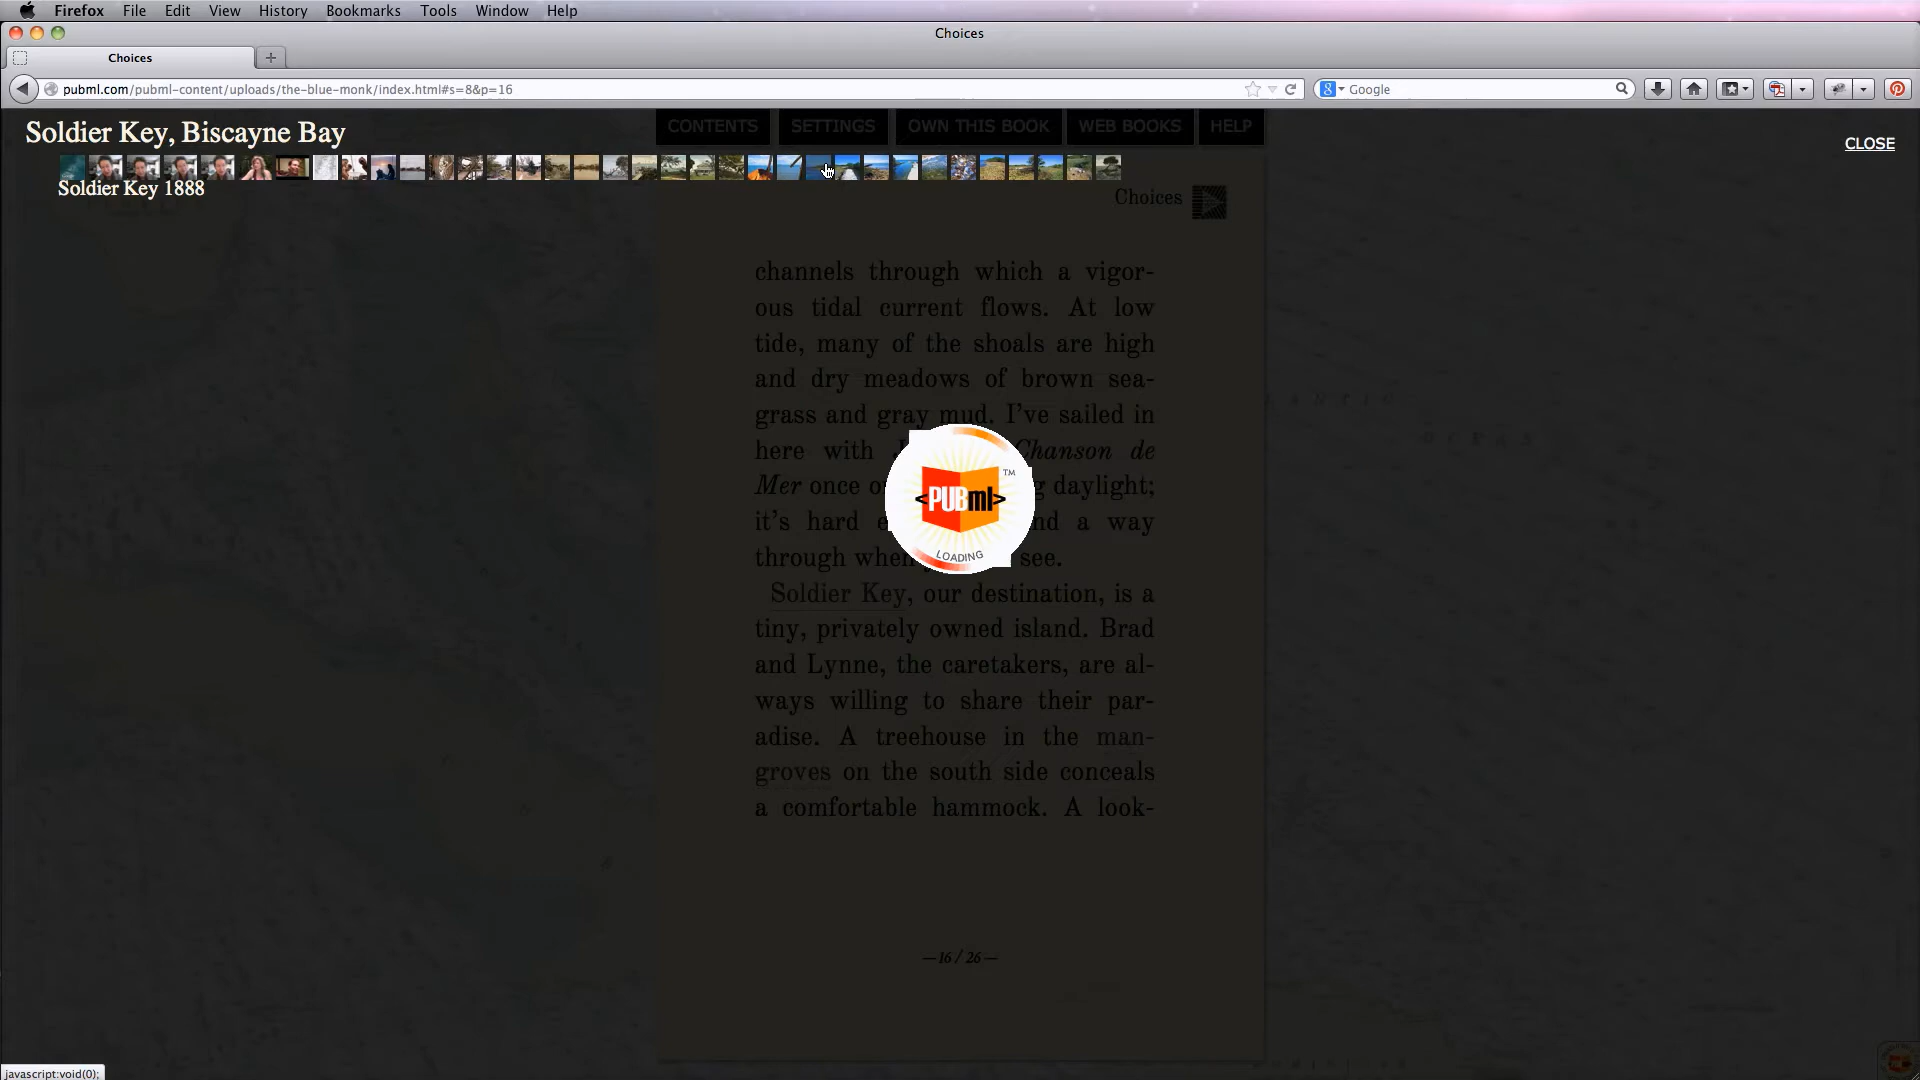 Firefox File Edit View History Bookmarks Tools Window Help
Choices
Choices
pubml.com/pubml-content/uploads/the-blue-monk/index.html#s=8&p=16
Google
Soldier Key, Biscayne Bay
CONTENTS SETTINGS OWN THIS BOOK WEB BOOKS HELP
CLOSE
Soldier Key 1888
Choices
channels through which a vigor-
ous tidal current flows. At low
tide, many of the shoals are high
and dry meadows of brown sea-
grass and gray mud. I've sailed in
here with Chanson de
Mer once daylight;
it's hard a way
through when see.
<PUBml> TM
LOADING
Soldier Key, our destination, is a
tiny, privately owned island. Brad
and Lynne, the caretakers, are al-
ways willing to share their par-
adise. A treehouse in the man-
groves on the south side conceals
a comfortable hammock. A look-
—16 / 26—
javascript:void(0);